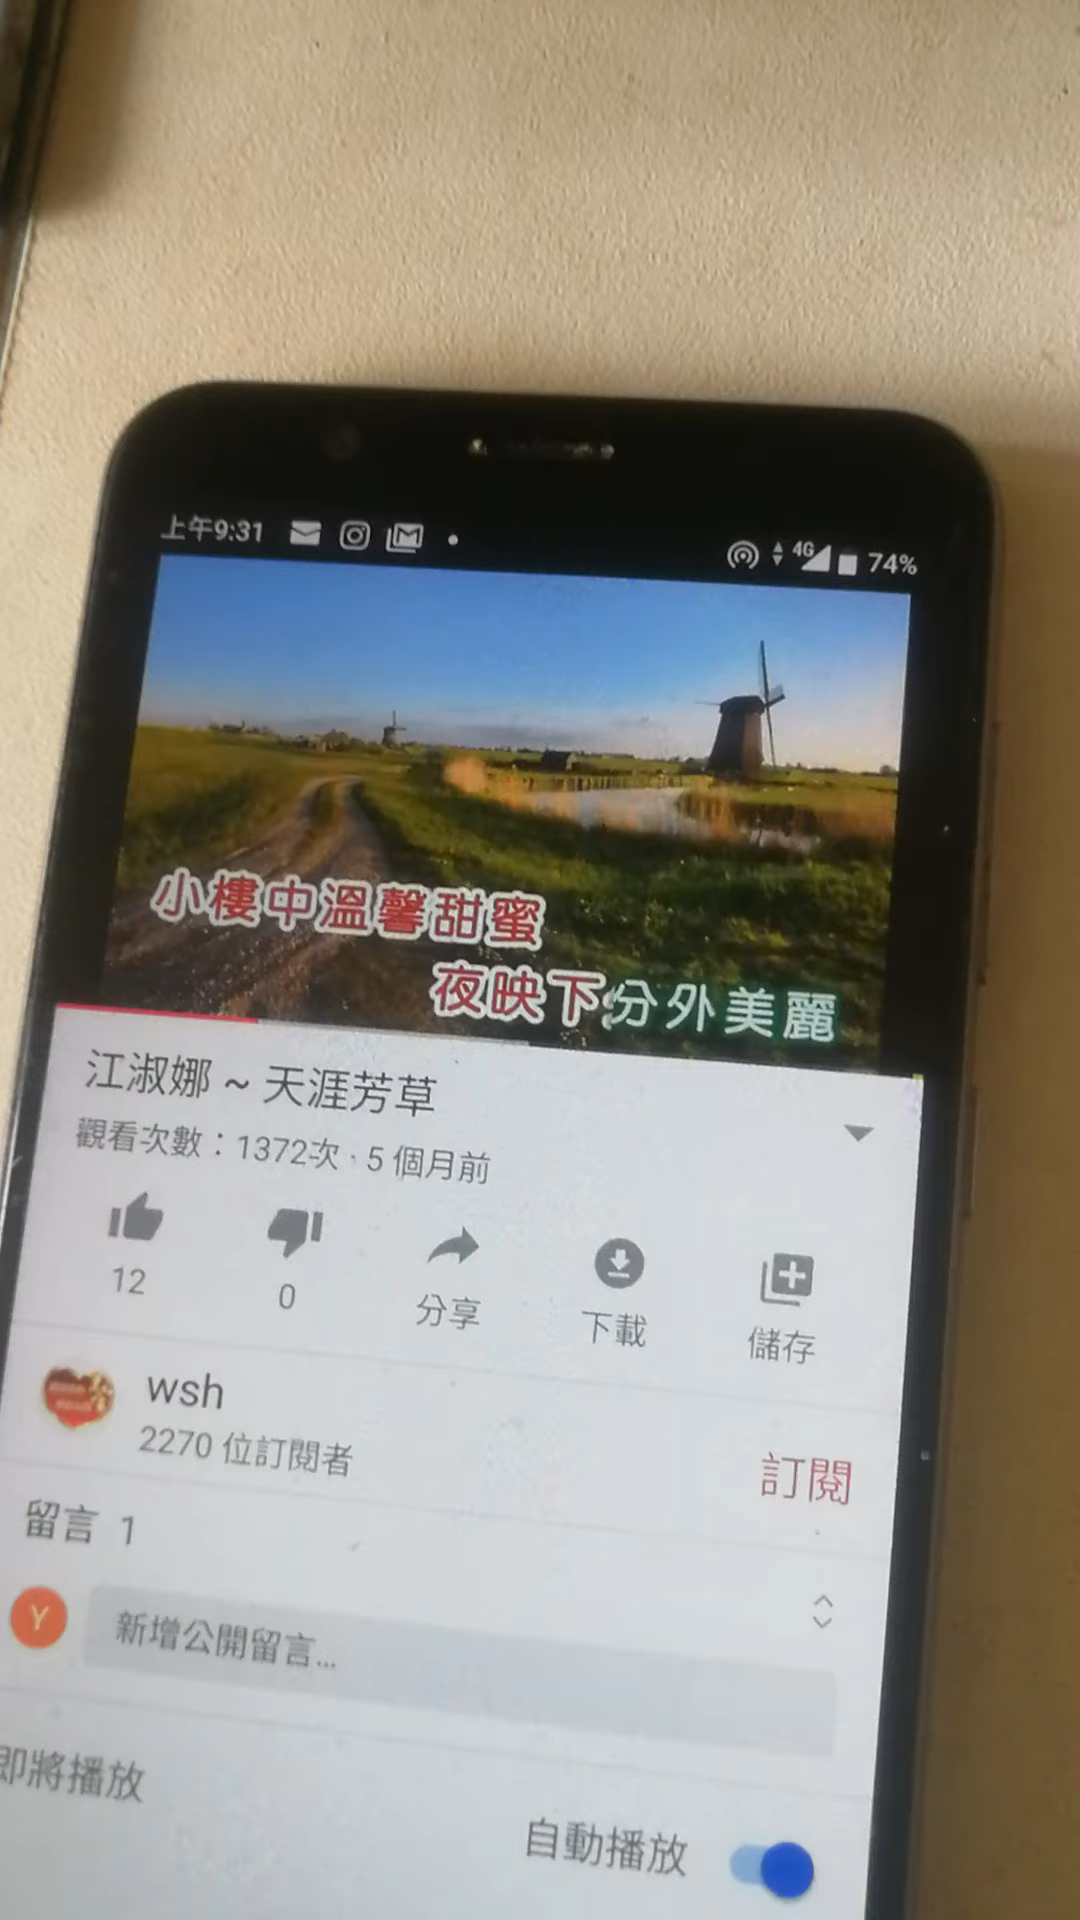 上午9:31
4G 74%
小樓中溫馨甜蜜
夜映下分外美麗
江淑娜 ~ 天涯芳草
觀看次數：1372次 · 5 個月前
12
0
分享
下載
儲存
wsh
2270 位訂閱者
訂閱
留言 1
Y
新增公開留言...
即將播放
自動播放